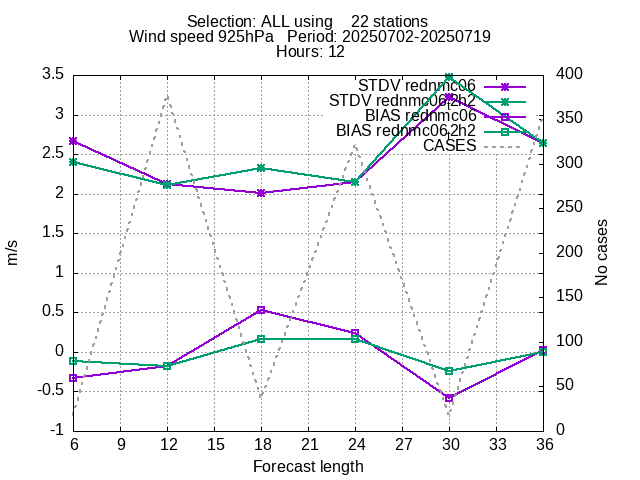 Selection: ALL using 22 stations
Wind speed 925hPa Period: 20250702-20250719
Hours: 12
STDV rednmc06
STDV rednmc06,2h2
BIAS rednmc06
BIAS rednmc06,2h2
CASES
3.5
3
2.5
2
1.5
1
0.5
0
-0.5
-1
m/s
400
350
300
250
200
150
100
50
0
No cases
6 9 12 15 18 21 24 27 30 33 36
Forecast length